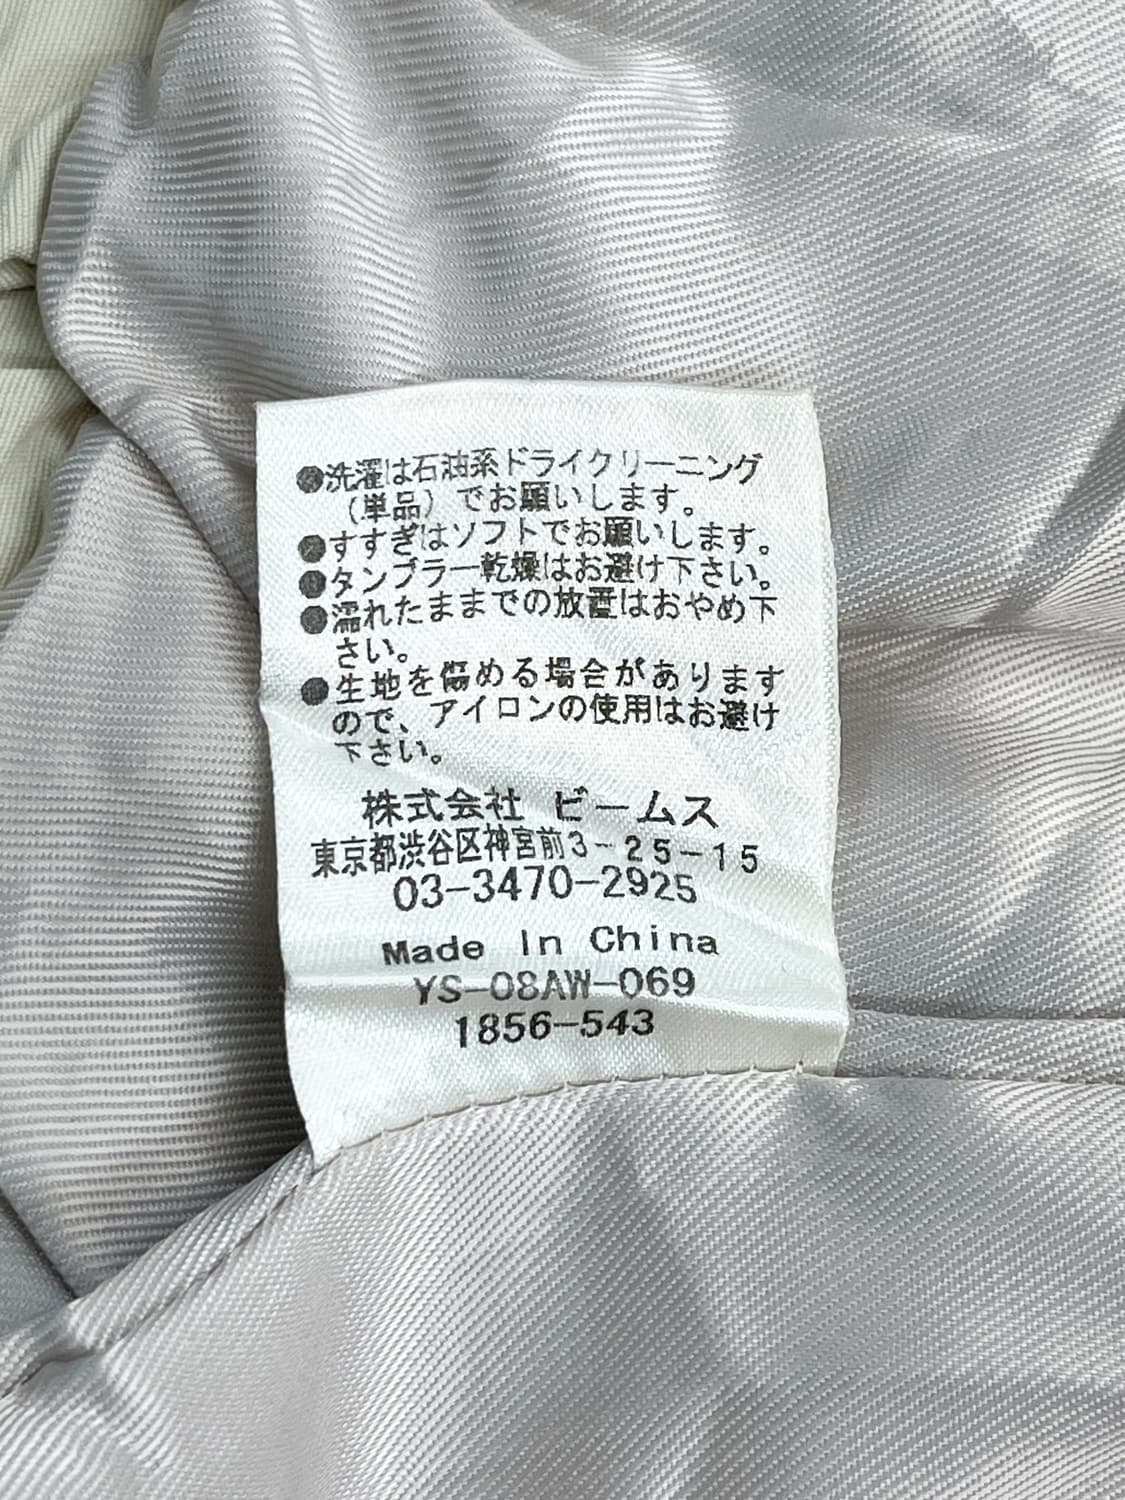 ●洗濯は石油系ドライクリーニング
（単品）でお願いします。
●すすぎはソフトでお願いします。
●タンブラー乾燥はお避け下さい。
●濡れたままでの放置はおやめ下
さい。
●生地を傷める場合があります
ので、アイロンの使用はお避け
下さい。
株式会社 ビームス
東京都渋谷区神宮前3-25-15
03-3470-2925
Made In China
YS-08AW-069
1856-543